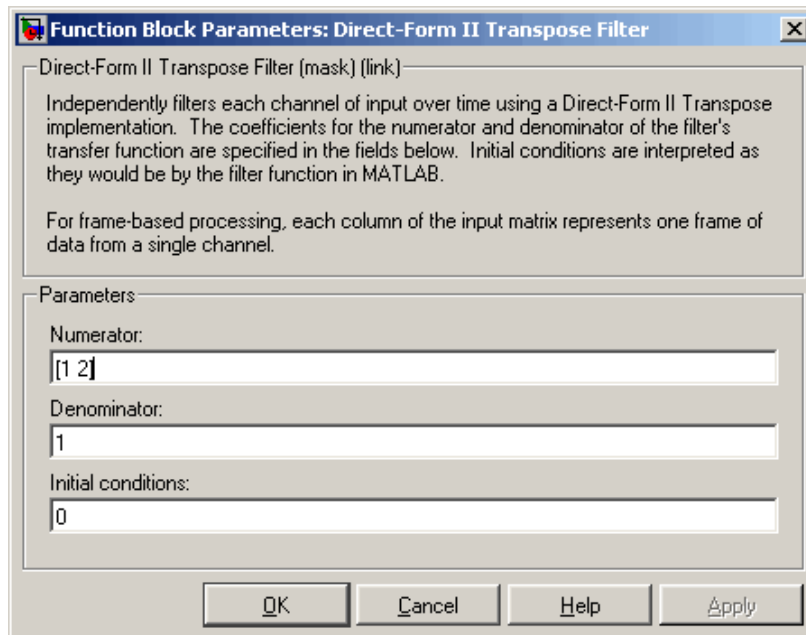 Function Block Parameters: Direct-Form II Transpose Filter
Direct-Form II Transpose Filter (mask) (link)
Independently filters each channel of input over time using a Direct-Form II Transpose
implementation.  The coefficients for the numerator and denominator of the filter's
transfer function are specified in the fields below.  Initial conditions are interpreted as
they would be by the filter function in MATLAB.
For frame-based processing, each column of the input matrix represents one frame of
data from a single channel.
Parameters
Numerator:
[1 2]
Denominator:
1
Initial conditions:
0
OK Cancel Help Apply